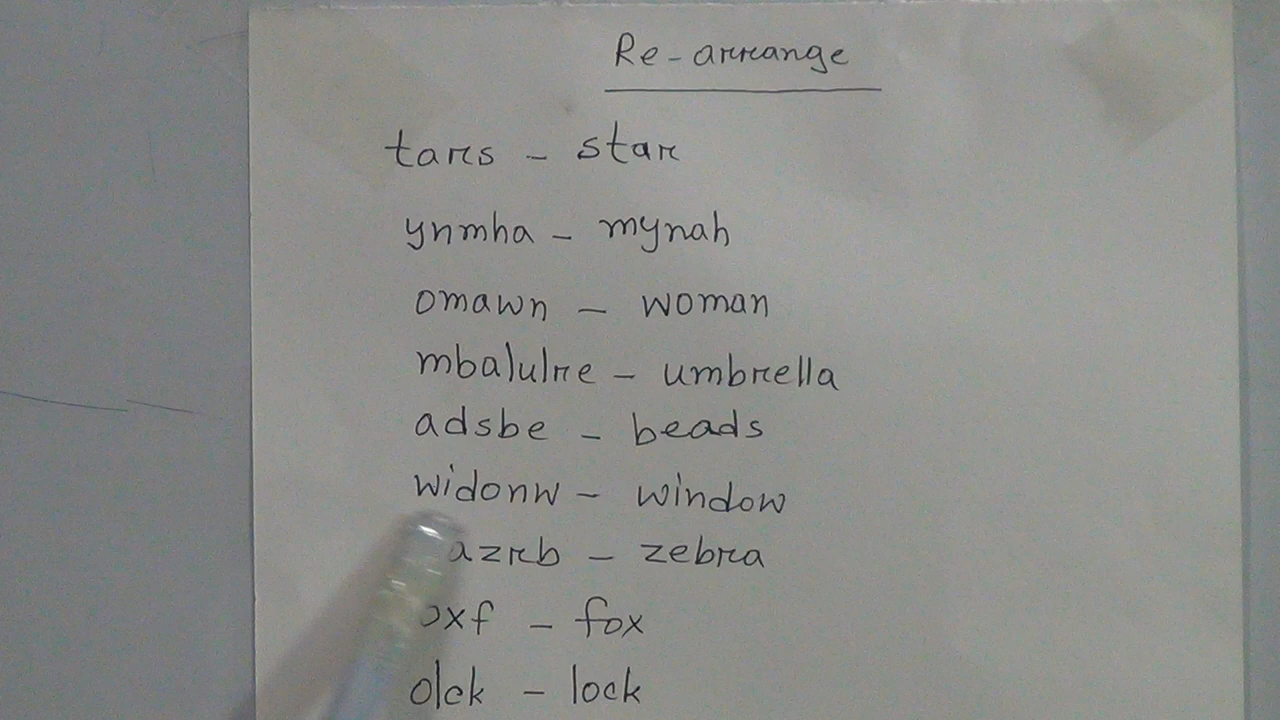 Re-arrange
tars - star
ynmha - mynah
omawn - woman
mbalulre - umbrella
adsbe - beads
widonw - window
azrb - zebra
oxf - fox
olck - lock